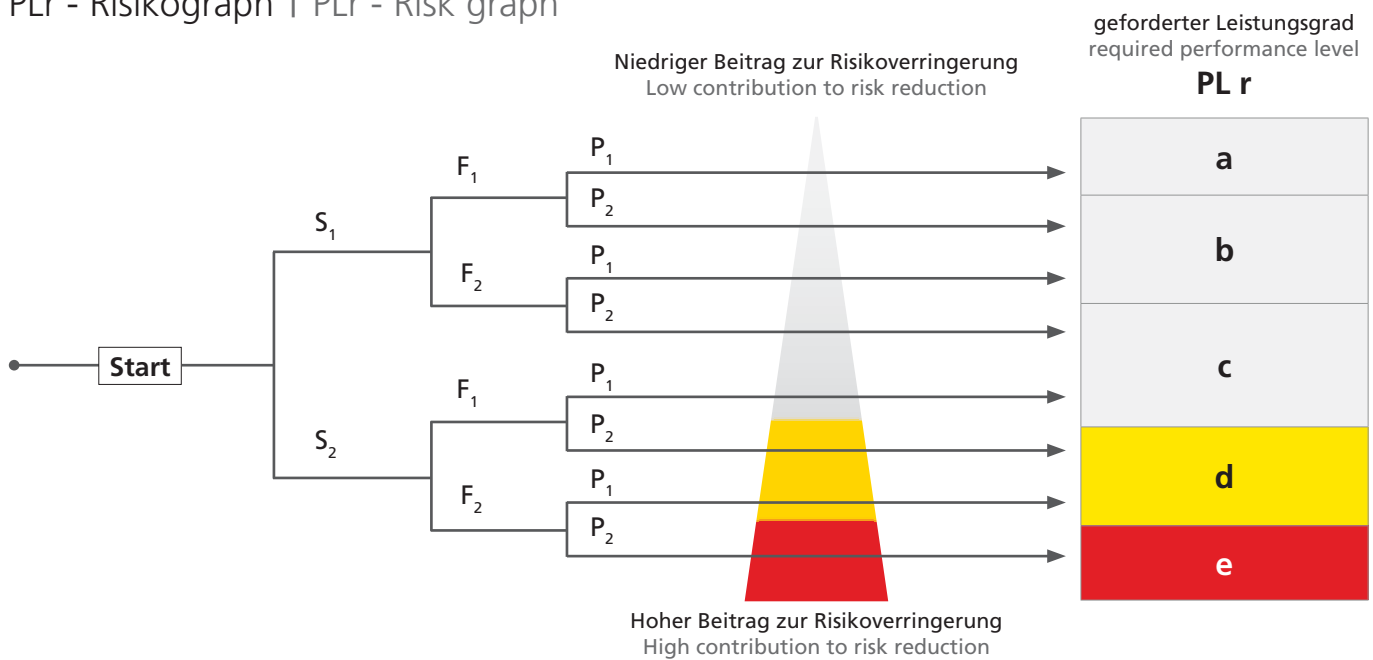 PLr - Risikograph | PLr - Risk graph
geforderter Leistungsgrad
required performance level
PL r
Niedriger Beitrag zur Risikoverringerung
Low contribution to risk reduction
P1
a
F1
P2
S1
b
P1
F2
P2
Start
c
P1
F1
P2
S2
d
P1
F2
P2
e
Hoher Beitrag zur Risikoverringerung
High contribution to risk reduction